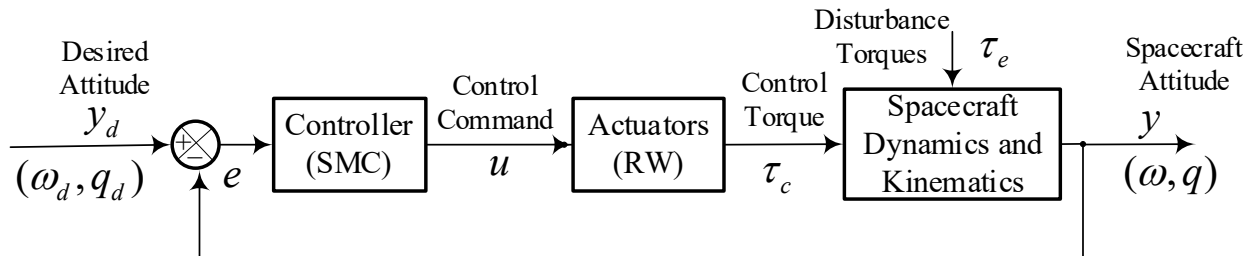 Desired
Attitude
y_d
(ω_d, q_d)
+
−
e
Controller
(SMC)
Control
Command
u
Actuators
(RW)
Control
Torque
τ_c
Disturbance
Torques
τ_e
Spacecraft
Dynamics and
Kinematics
Spacecraft
Attitude
y
(ω, q)